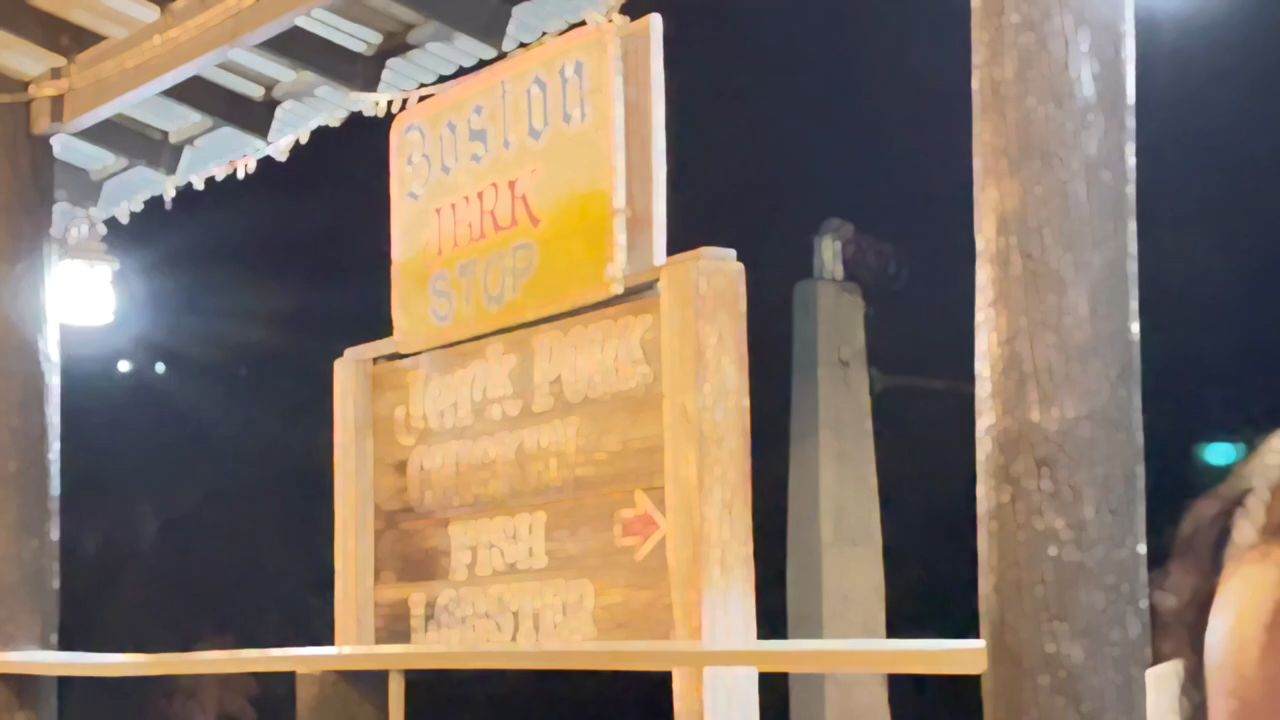 Boston
JERK
STOP
Jerk PORK
CHICKEN
FISH
LOBSTER